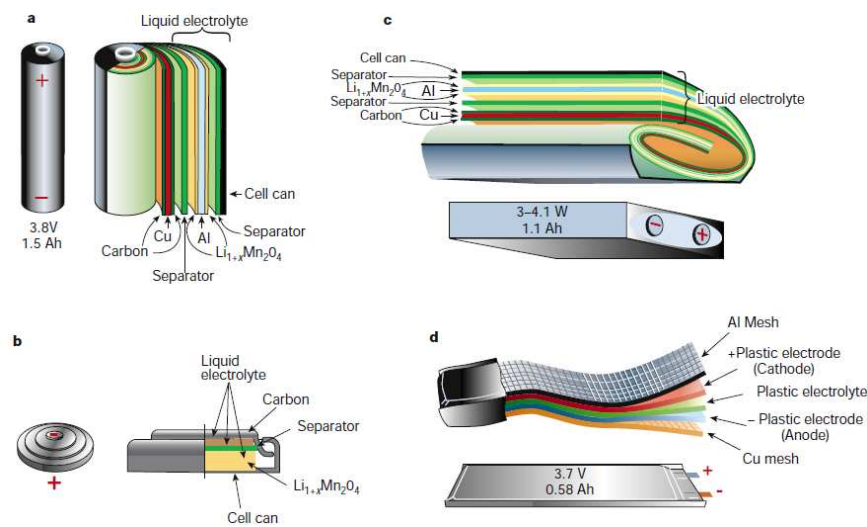 a
Liquid electrolyte
+
−
3.8V
1.5 Ah
Cell can
Separator
Li1+xMn2O4
Al
Cu
Carbon
Separator
c
Cell can
Separator
Li1+xMn2O4
Al
Separator
Carbon
Cu
Liquid electrolyte
3–4.1 W
1.1 Ah
−
+
b
+
Liquid
electrolyte
Carbon
Separator
Li1+xMn2O4
Cell can
d
Al Mesh
+Plastic electrode
(Cathode)
Plastic electrolyte
– Plastic electrode
(Anode)
Cu mesh
3.7 V
0.58 Ah
+
-